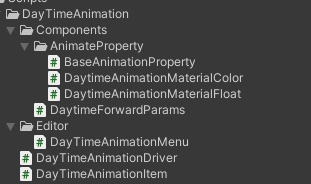 DayTimeAnimation
Components
AnimateProperty
BaseAnimationProperty
DaytimeAnimationMaterialColor
DaytimeAnimationMaterialFloat
DaytimeForwardParams
Editor
DayTimeAnimationMenu
DayTimeAnimationDriver
DayTimeAnimationItem